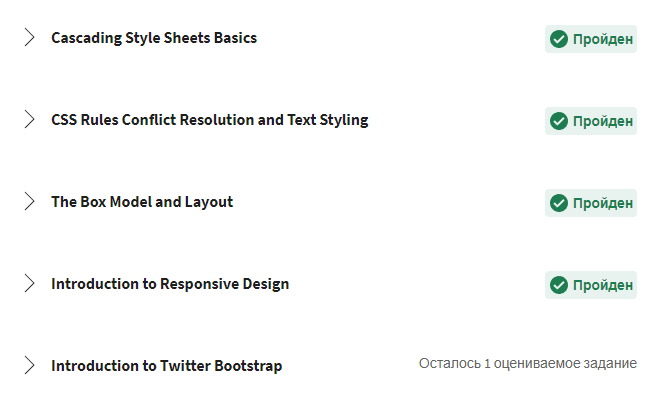 Cascading Style Sheets Basics Пройден
CSS Rules Conflict Resolution and Text Styling Пройден
The Box Model and Layout Пройден
Introduction to Responsive Design Пройден
Introduction to Twitter Bootstrap Осталось 1 оцениваемое задание